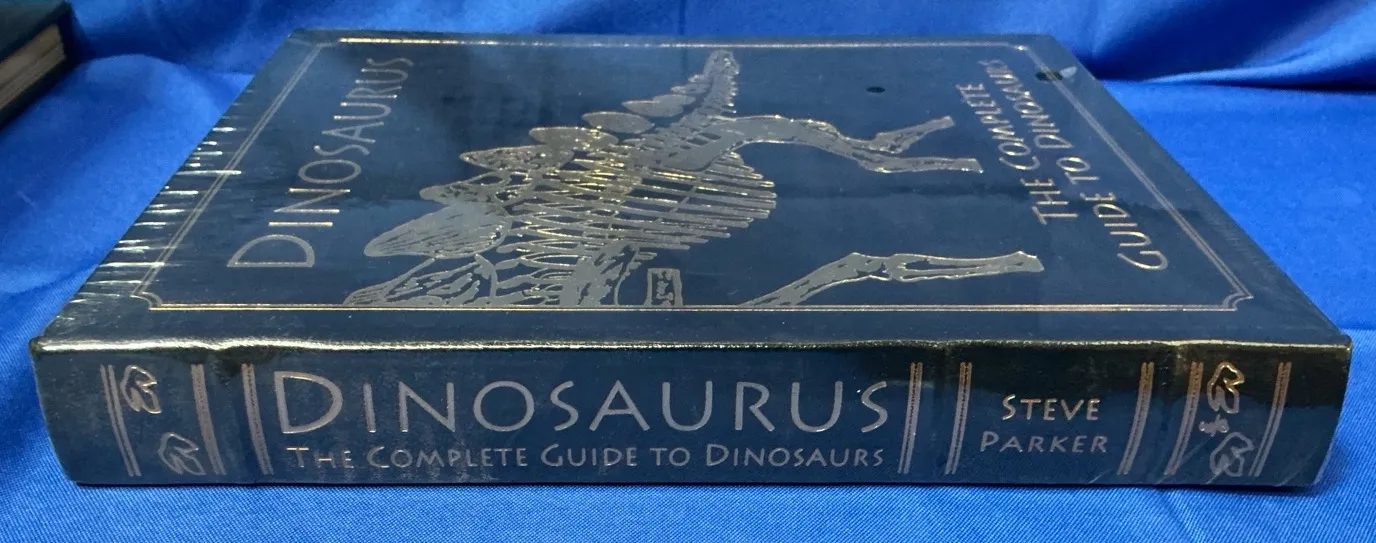 DINOSAURUS
THE COMPLETE
GUIDE TO DINOSAURS
DINOSAURUS
THE COMPLETE GUIDE TO DINOSAURS
STEVE
PARKER